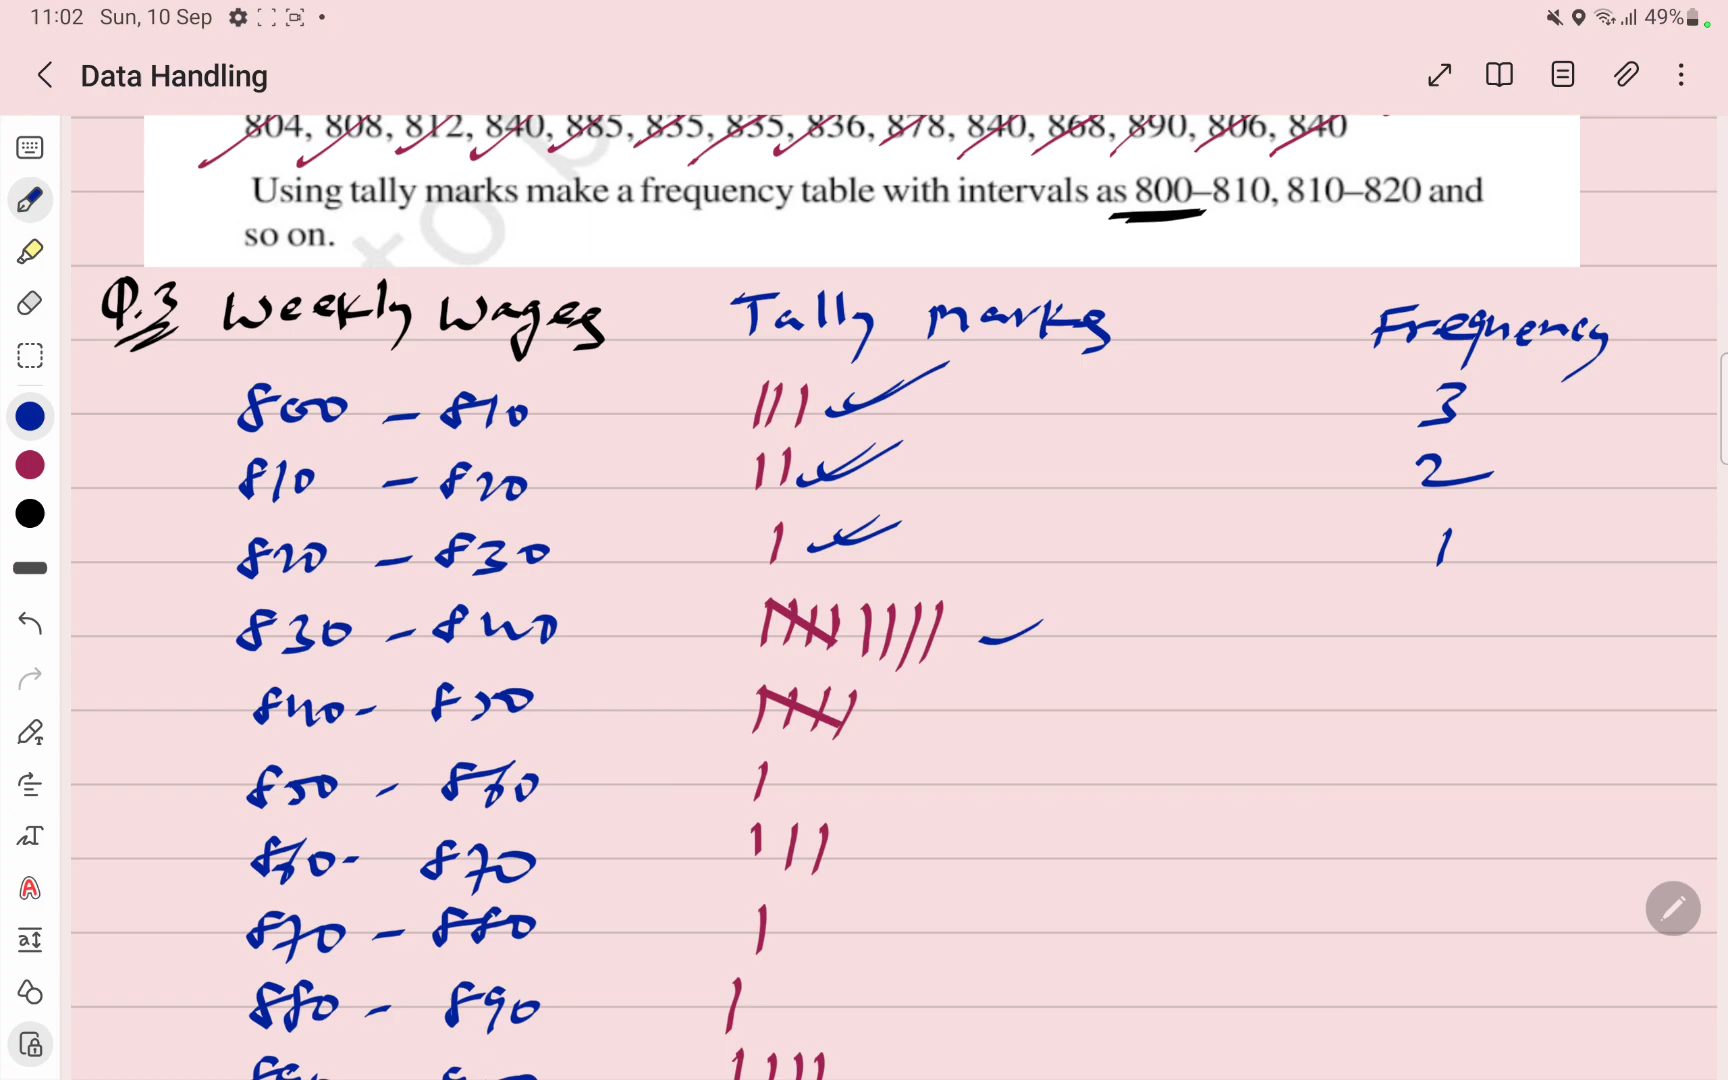 11:02 Sun, 10 Sep 49%
Data Handling
804, 808, 812, 840, 885, 835, 835, 836, 878, 840, 868, 890, 806, 840
Using tally marks make a frequency table with intervals as 800–810, 810–820 and
so on.
Q.3 Weekly Wages Tally marks Frequency
800 – 810 ||| 3
810 – 820 || 2
820 – 830 | 1
830 – 840
840 – 850
850 – 860 |
860 – 870 |||
870 – 880 |
880 – 890 |
||||